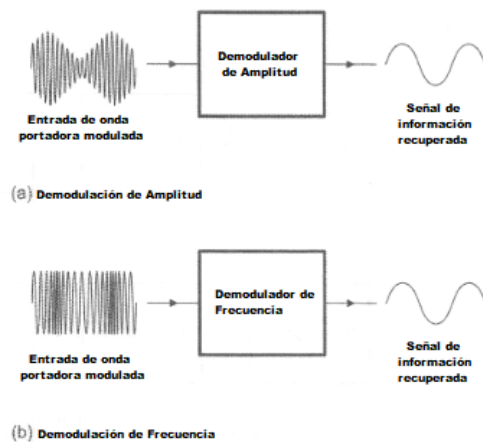 Demodulador
de Amplitud
Entrada de onda
portadora modulada
Señal de
información
recuperada
(a) Demodulación de Amplitud
Demodulador de
Frecuencia
Entrada de onda
portadora modulada
Señal de
información
recuperada
(b) Demodulación de Frecuencia